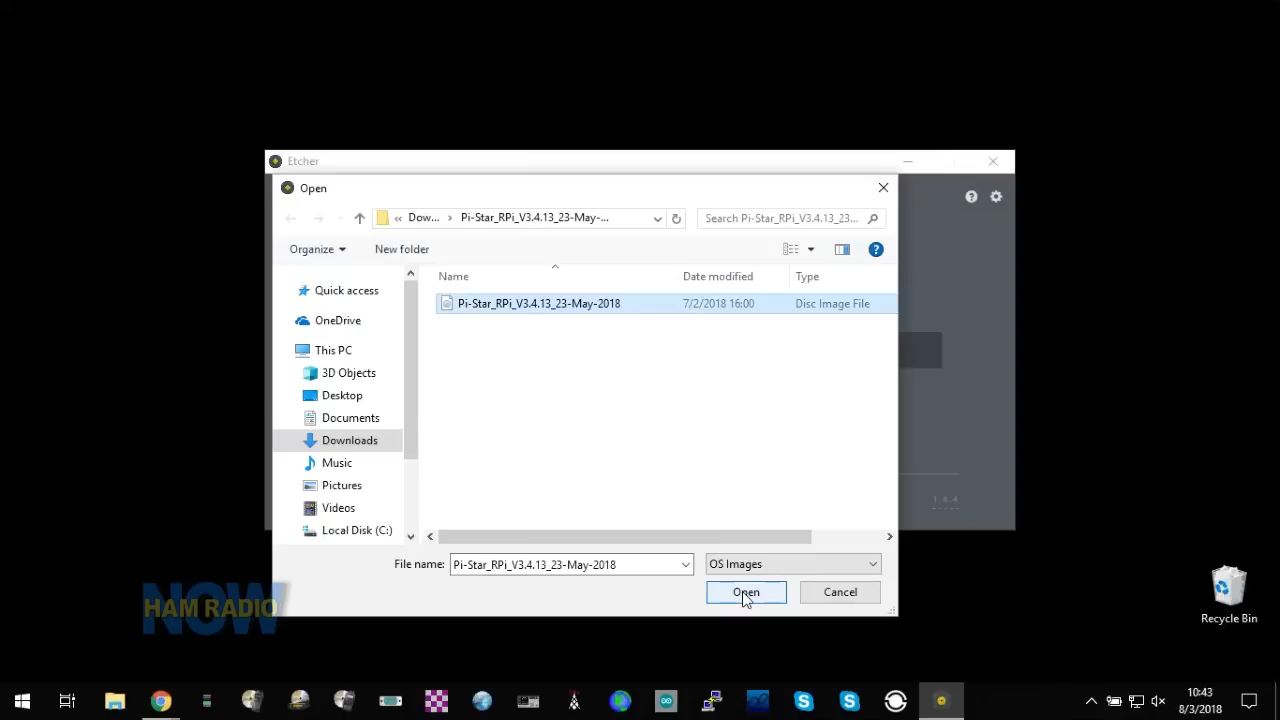 Etcher
Open
« Dow... › Pi-Star_RPi_V3.4.13_23-May-...
Search Pi-Star_RPi_V3.4.13_23...
Organize
New folder
Name
Date modified
Type
Pi-Star_RPi_V3.4.13_23-May-2018
7/2/2018 16:00
Disc Image File
Quick access
OneDrive
This PC
3D Objects
Desktop
Documents
Downloads
Music
Pictures
Videos
Local Disk (C:)
1.4.4
File name:
Pi-Star_RPi_V3.4.13_23-May-2018
OS Images
Open
Cancel
HAM RADIO
NOW
Recycle Bin
10:43
8/3/2018